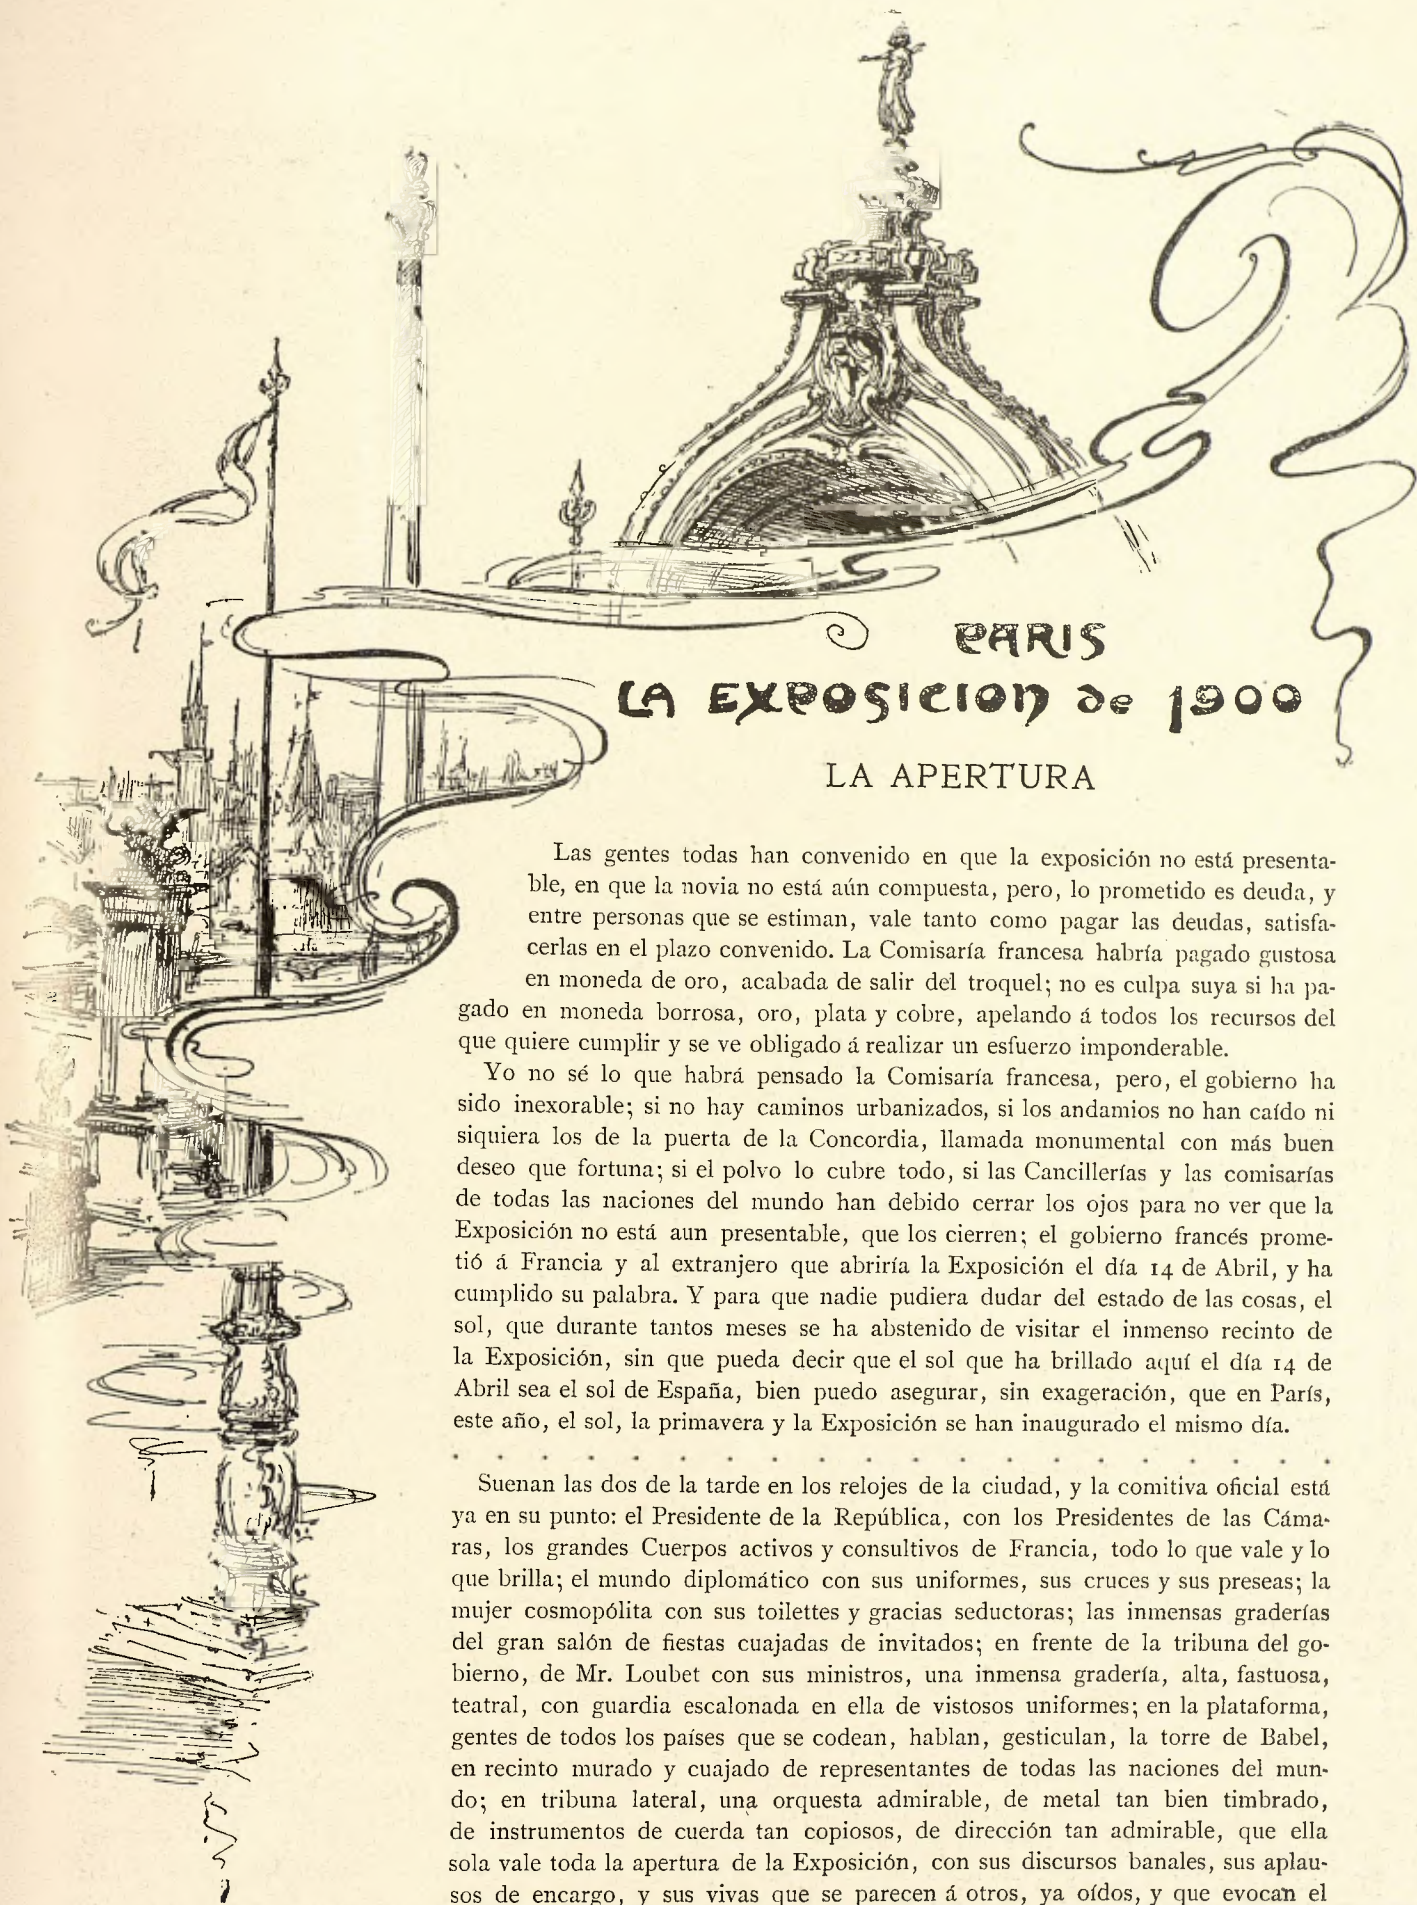 PARIS
LA EXPOSICION de 1900
LA APERTURA
Las gentes todas han convenido en que la exposición no está presenta-
ble, en que la novia no está aún compuesta, pero, lo prometido es deuda, y
entre personas que se estiman, vale tanto como pagar las deudas, satisfa-
cerlas en el plazo convenido. La Comisaría francesa habría pagado gustosa
en moneda de oro, acabada de salir del troquel; no es culpa suya si ha pa-
gado en moneda borrosa, oro, plata y cobre, apelando á todos los recursos del
que quiere cumplir y se ve obligado á realizar un esfuerzo imponderable.
Yo no sé lo que habrá pensado la Comisaría francesa, pero, el gobierno ha
sido inexorable; si no hay caminos urbanizados, si los andamios no han caído ni
siquiera los de la puerta de la Concordia, llamada monumental con más buen
deseo que fortuna; si el polvo lo cubre todo, si las Cancillerías y las comisarías
de todas las naciones del mundo han debido cerrar los ojos para no ver que la
Exposición no está aun presentable, que los cierren; el gobierno francés prome-
tió á Francia y al extranjero que abriría la Exposición el día 14 de Abril, y ha
cumplido su palabra. Y para que nadie pudiera dudar del estado de las cosas, el
sol, que durante tantos meses se ha abstenido de visitar el inmenso recinto de
la Exposición, sin que pueda decir que el sol que ha brillado aquí el día 14 de
Abril sea el sol de España, bien puedo asegurar, sin exageración, que en París,
este año, el sol, la primavera y la Exposición se han inaugurado el mismo día.
. . . . . . . . . . . . . . . . . . . . . . . . . .
Suenan las dos de la tarde en los relojes de la ciudad, y la comitiva oficial está
ya en su punto: el Presidente de la República, con los Presidentes de las Cáma-
ras, los grandes Cuerpos activos y consultivos de Francia, todo lo que vale y lo
que brilla; el mundo diplomático con sus uniformes, sus cruces y sus preseas; la
mujer cosmopólita con sus toilettes y gracias seductoras; las inmensas graderías
del gran salón de fiestas cuajadas de invitados; en frente de la tribuna del go-
bierno, de Mr. Loubet con sus ministros, una inmensa gradería, alta, fastuosa,
teatral, con guardia escalonada en ella de vistosos uniformes; en la plataforma,
gentes de todos los países que se codean, hablan, gesticulan, la torre de Babel,
en recinto murado y cuajado de representantes de todas las naciones del mun-
do; en tribuna lateral, una orquesta admirable, de metal tan bien timbrado,
de instrumentos de cuerda tan copiosos, de dirección tan admirable, que ella
sola vale toda la apertura de la Exposición, con sus discursos banales, sus aplau-
sos de encargo, y sus vivas que se parecen á otros, ya oídos, y que evocan el